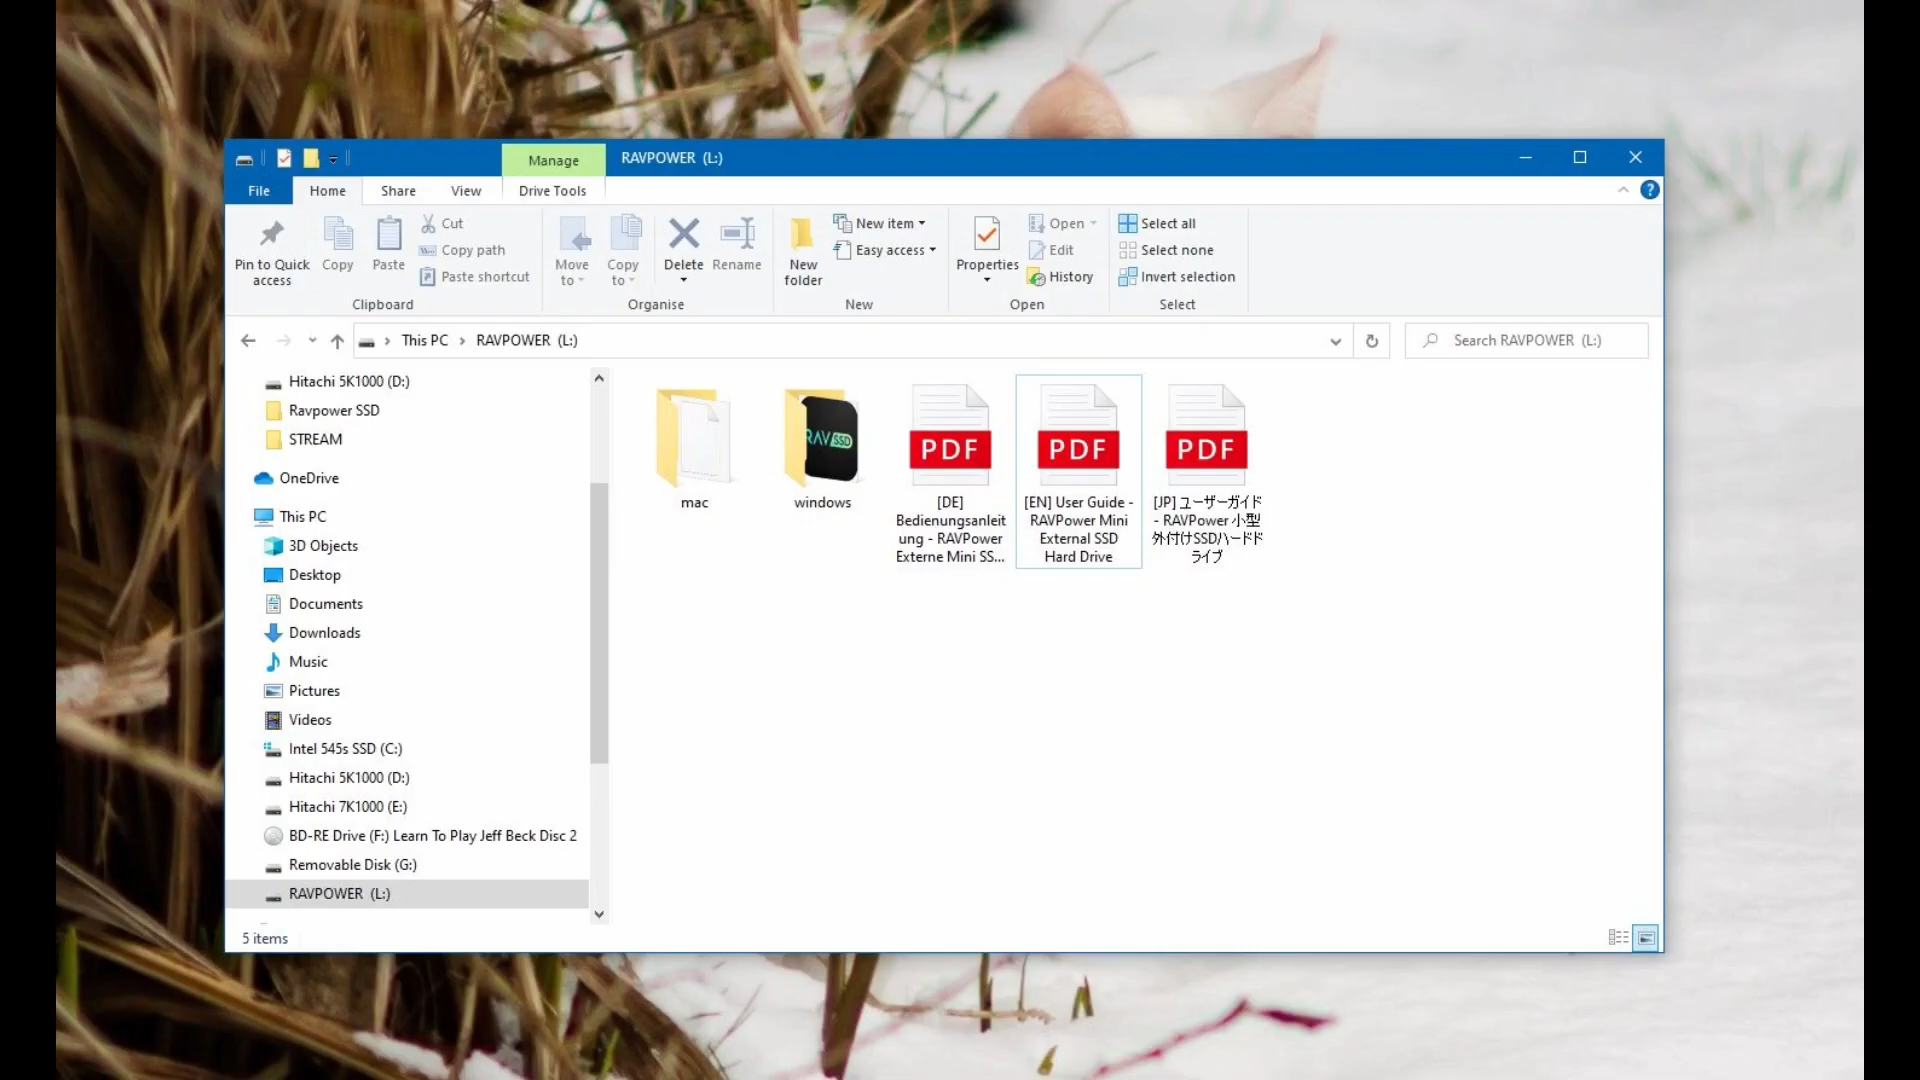 Manage
RAVPOWER (L:)
File
Home
Share
View
Drive Tools
Pin to Quick
access
Copy
Paste
Cut
Copy path
Paste shortcut
Clipboard
Move
to
Copy
to
Delete
Rename
Organise
New
folder
New item
Easy access
New
Properties
Open
Edit
History
Open
Select all
Select none
Invert selection
Select
This PC
RAVPOWER (L:)
Search RAVPOWER (L:)
Hitachi 5K1000 (D:)
Ravpower SSD
STREAM
OneDrive
This PC
3D Objects
Desktop
Documents
Downloads
Music
Pictures
Videos
Intel 545s SSD (C:)
Hitachi 5K1000 (D:)
Hitachi 7K1000 (E:)
BD-RE Drive (F:) Learn To Play Jeff Beck Disc 2
Removable Disk (G:)
RAVPOWER (L:)
mac
RAV SSD
windows
PDF
[DE]
Bedienungsanleit
ung - RAVPower
Externe Mini SS...
PDF
[EN] User Guide -
RAVPower Mini
External SSD
Hard Drive
PDF
[JP] ユーザーガイド
- RAVPower 小型
外付けSSDハードド
ライブ
5 items